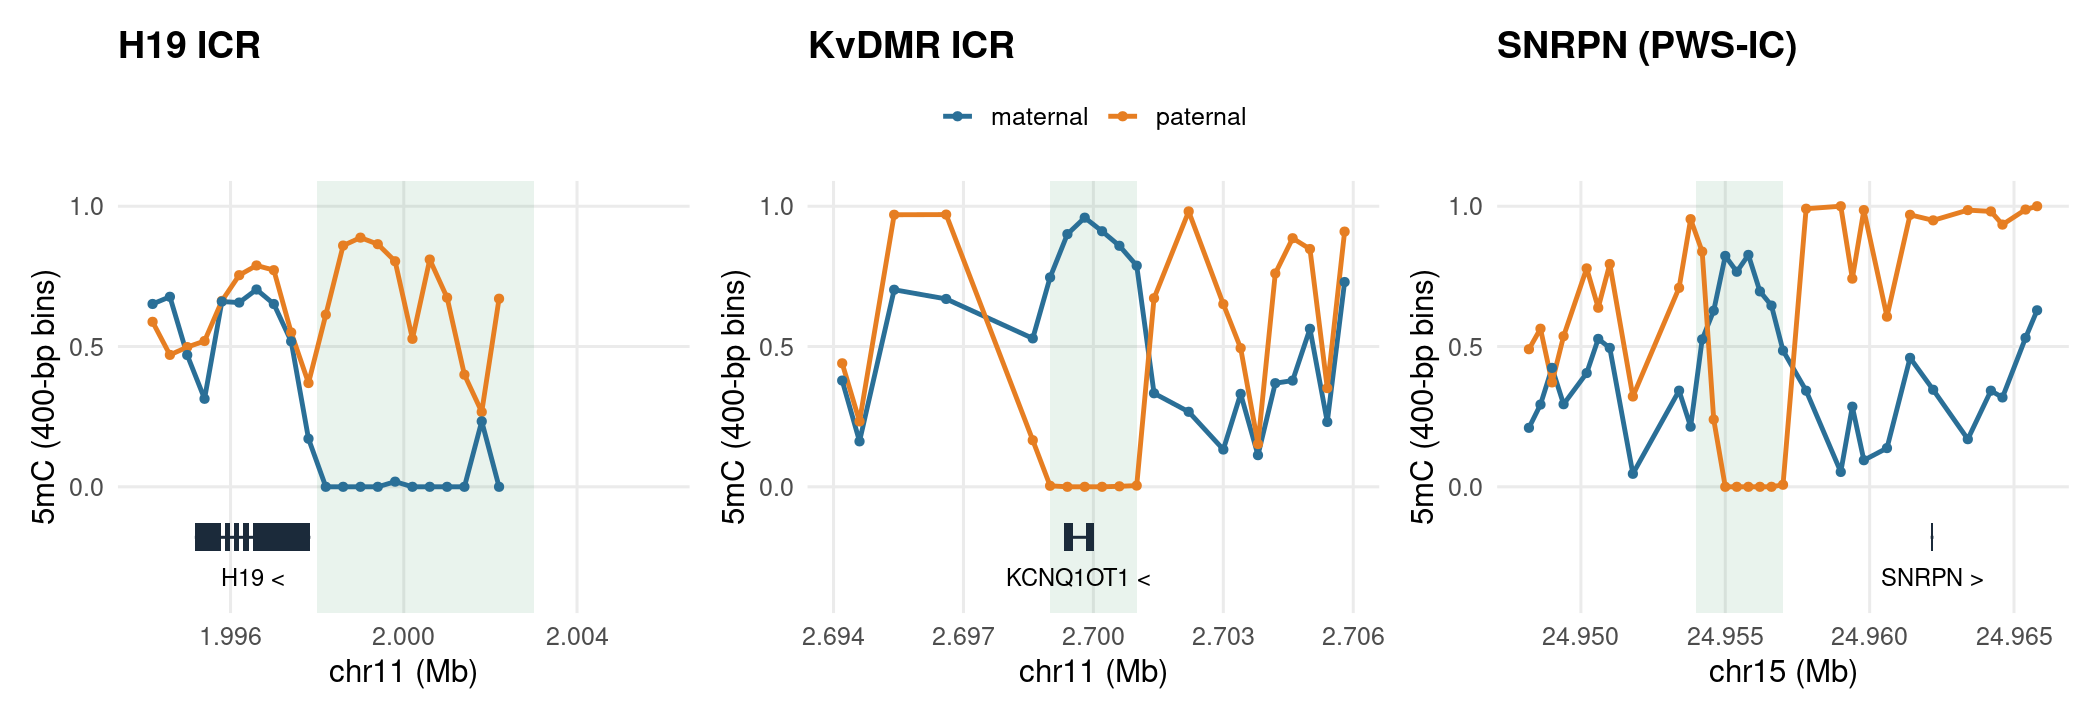 H19 ICR
KvDMR ICR
SNRPN (PWS-IC)
maternal
paternal
5mC (400-bp bins)
1.0
0.5
0.0
H19 <
1.996
2.000
2.004
chr11 (Mb)
5mC (400-bp bins)
1.0
0.5
0.0
KCNQ1OT1 <
2.694
2.697
2.700
2.703
2.706
chr11 (Mb)
5mC (400-bp bins)
1.0
0.5
0.0
SNRPN >
24.950
24.955
24.960
24.965
chr15 (Mb)